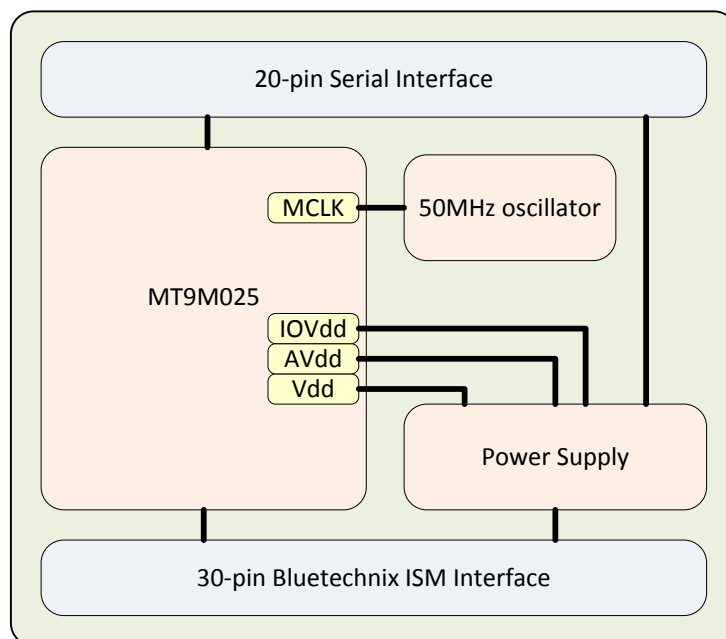 20-pin Serial Interface
MCLK
50MHz oscillator
MT9M025
IOVdd
AVdd
Vdd
Power Supply
30-pin Bluetechnix ISM Interface